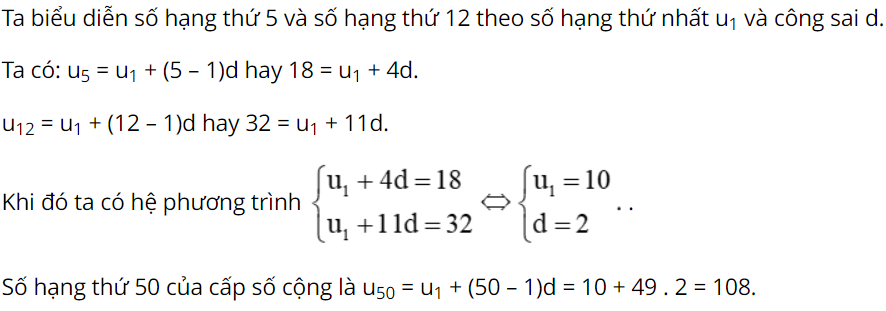 Ta biểu diễn số hạng thứ 5 và số hạng thứ 12 theo số hạng thứ nhất u₁ và công sai d.
Ta có: u₅ = u₁ + (5 – 1)d hay 18 = u₁ + 4d.
u₁₂ = u₁ + (12 – 1)d hay 32 = u₁ + 11d.
Khi đó ta có hệ phương trình { u₁ + 4d = 18 ; u₁ + 11d = 32 ⇔ { u₁ = 10 ; d = 2 . .
Số hạng thứ 50 của cấp số cộng là u₅₀ = u₁ + (50 – 1)d = 10 + 49 . 2 = 108.